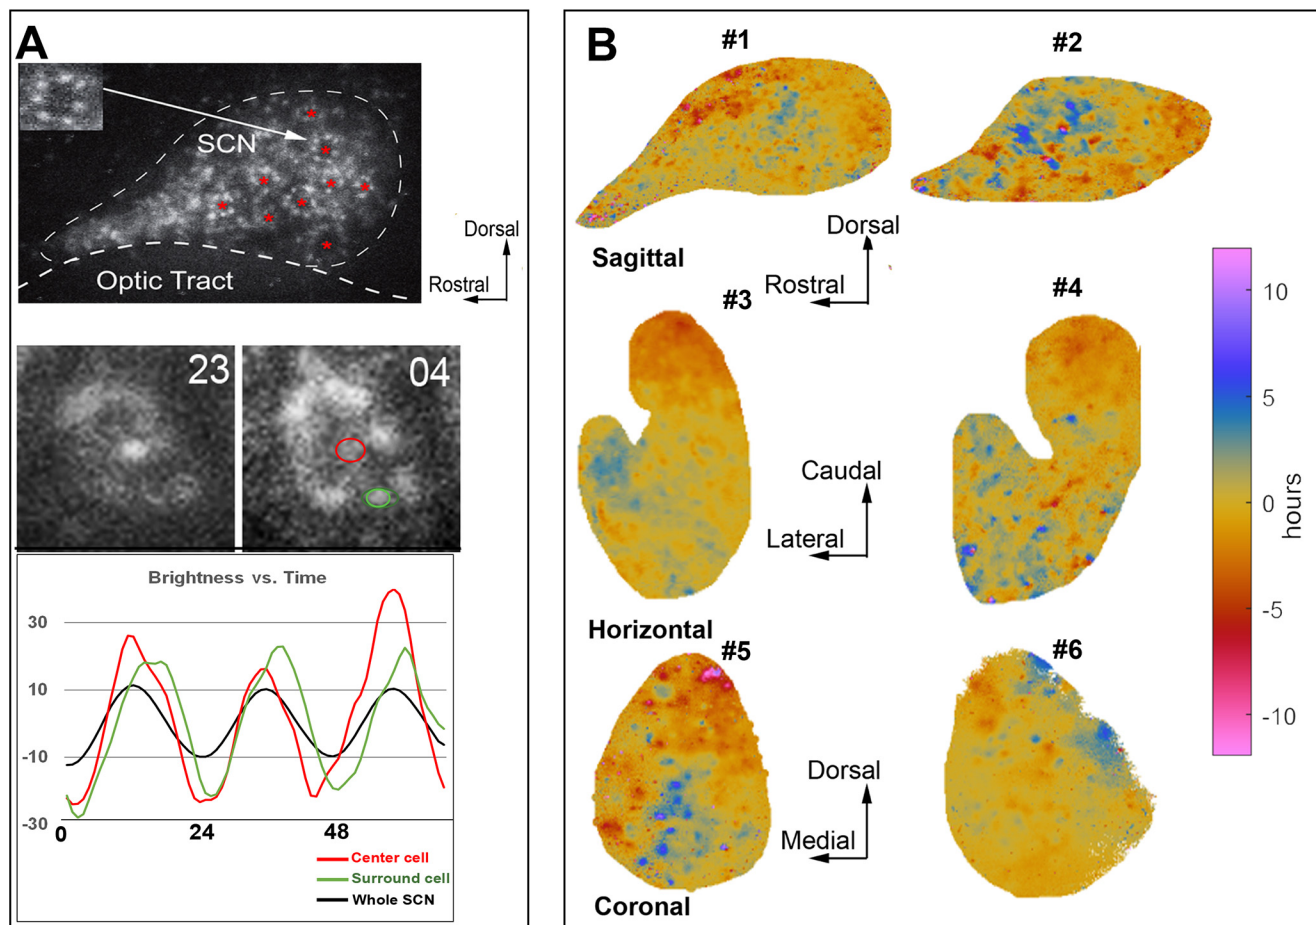 A
SCN
Optic Tract
Dorsal
Rostral
23
04
Brightness vs. Time
30
10
-10
-30
0
24
48
Center cell
Surround cell
Whole SCN
B
#1
#2
Sagittal
Dorsal
Rostral
#3
#4
Caudal
Lateral
Horizontal
#5
#6
Dorsal
Medial
Coronal
10
5
0
-5
-10
hours